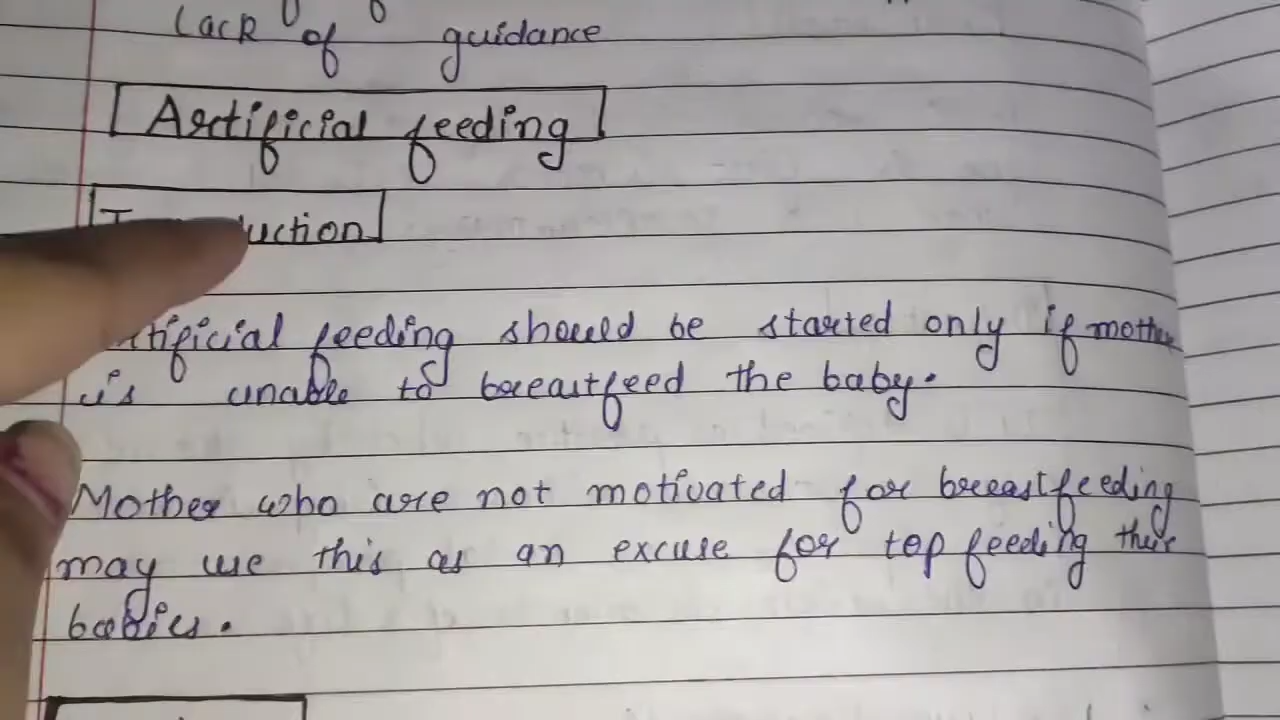 Lack of guidance
Artificial feeding
uction
tificial feeding should be started only if mother
is unable to breastfeed the baby.
Mother who are not motivated for breastfeeding
may use this as an excuse for top feeding their
babies.